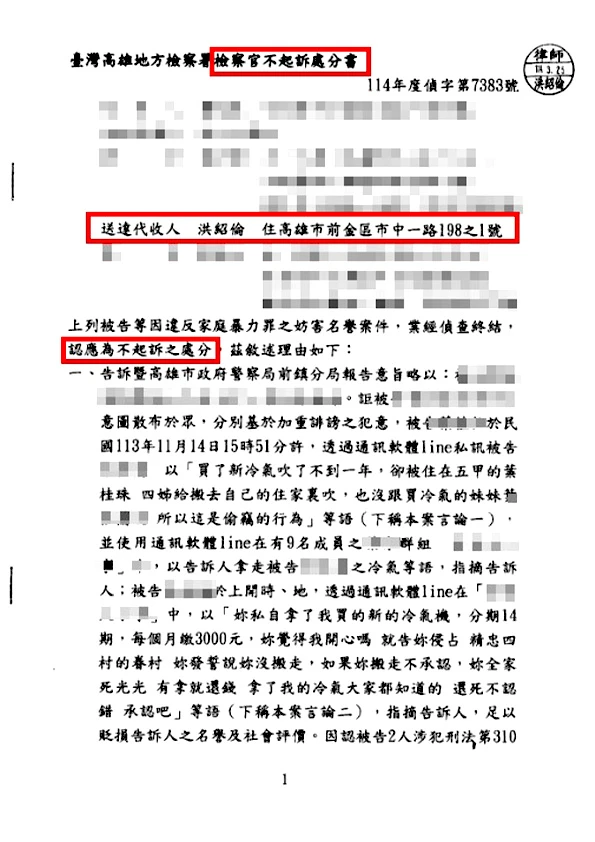 臺灣高雄地方檢察署檢察官不起訴處分書
114年度偵字第7383號
律師
洪紹倫
送達代收人 洪紹倫 住高雄市前金區市中一路198之1號
上列被告等因違反家庭暴力罪之妨害名譽案件，業經偵查終結，
認應為不起訴之處分，茲敘述理由如下：
一、告訴暨高雄市政府警察局前鎮分局報告意旨略以：
。詎被
意圖散布於眾，分別基於加重誹謗之犯意，被 於民
國113年11月14日15時51分許，透過通訊軟體line私訊被告
以「買了新冷氣吹了不到一年，卻被住在五甲的葉
桂珠 四姊給搬去自己的住家裏吹，也沒跟買冷氣的妹妹
所以這是偷竊的行為」等語（下稱本案言論一），
並使用通訊軟體line在有9名成員之 群組
，以告訴人拿走被告 之冷氣等語，指摘告訴
人；被告 於上開時、地，透過通訊軟體line在「
」中，以「妳私自拿了我買的新的冷氣機，分期14
期，每個月繳3000元，妳覺得我開心嗎 就告妳侵占 精忠四
村的眷村 妳發誓說妳沒搬走，如果妳搬走不承認，妳全家
死光光 有拿就還錢 拿了我的冷氣大家都知道的 還死不認
錯 承認吧」等語（下稱本案言論二），指摘告訴人，足以
貶損告訴人之名譽及社會評價。因認被告2人涉犯刑法第310
1